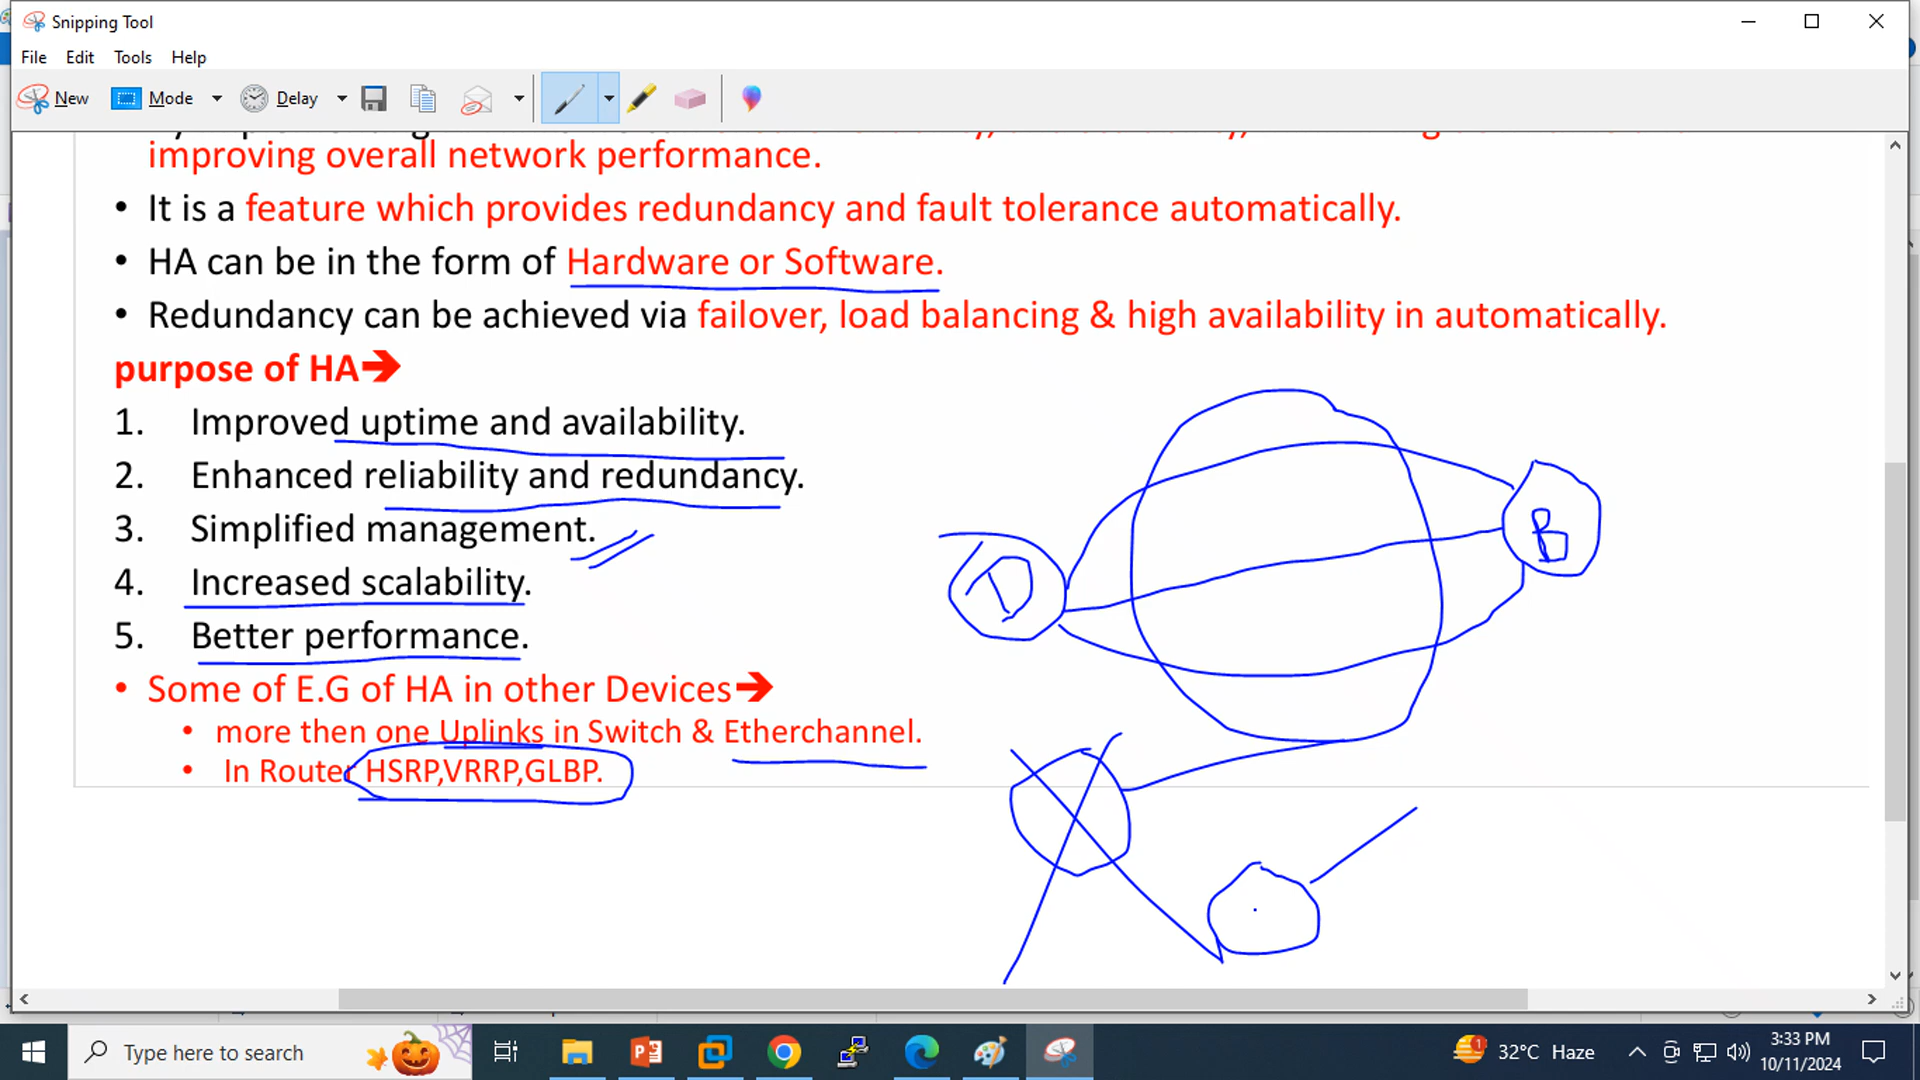 Snipping Tool
File Edit Tools Help
New Mode Delay
improving overall network performance.
• It is a feature which provides redundancy and fault tolerance automatically.
• HA can be in the form of Hardware or Software.
• Redundancy can be achieved via failover, load balancing & high availability in automatically.
purpose of HA➔
1. Improved uptime and availability.
2. Enhanced reliability and redundancy.
3. Simplified management.
4. Increased scalability.
5. Better performance.
• Some of E.G of HA in other Devices➔
• more then one Uplinks in Switch & Etherchannel.
• In Router HSRP,VRRP,GLBP.
D
B
Type here to search
1
32°C Haze
3:33 PM
10/11/2024